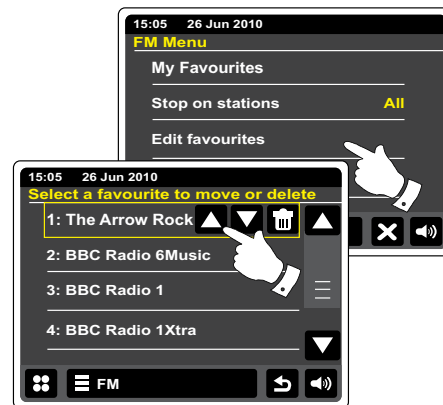 15:05 26 Jun 2010
FM Menu
My Favourites
Stop on stations All
Edit favourites
15:05 26 Jun 2010
Select a favourite to move or delete
1: The Arrow Rock
2: BBC Radio 6Music
3: BBC Radio 1
4: BBC Radio 1Xtra
FM